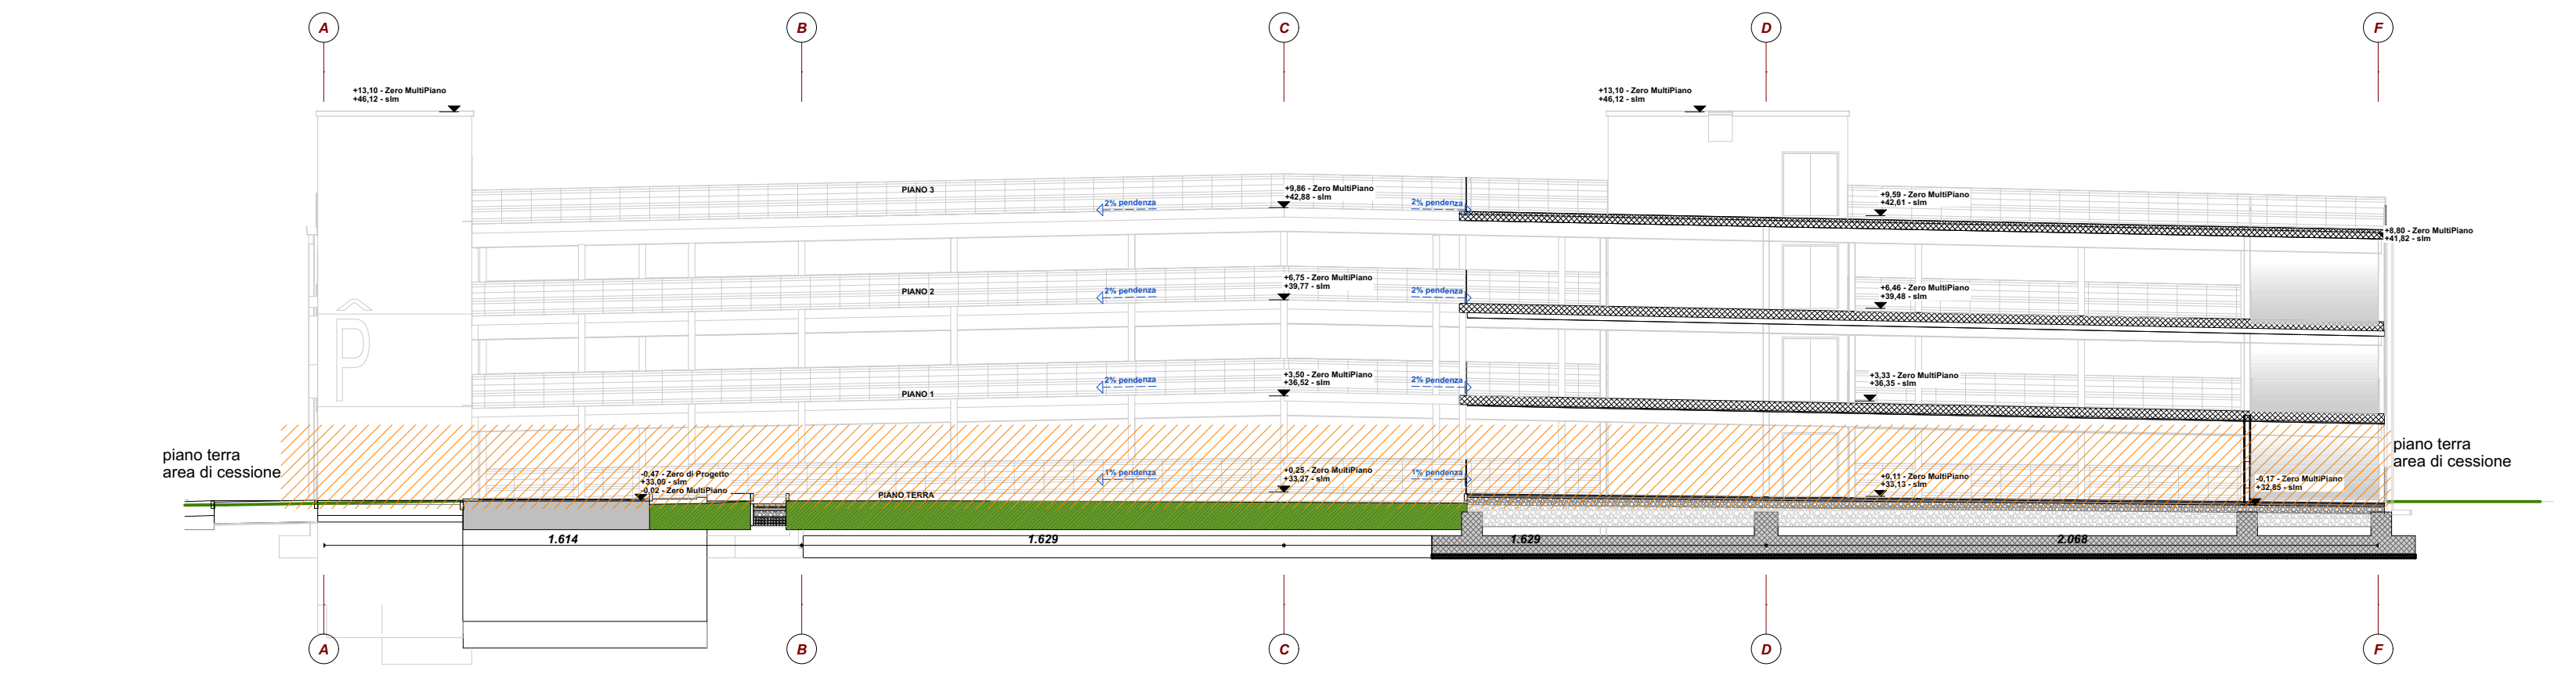 A
B
C
D
F
+13,10 - Zero MultiPiano
+46,12 - slm
+13,10 - Zero MultiPiano
+46,12 - slm
PIANO 3
2% pendenza
+9,86 - Zero MultiPiano
+42,88 - slm
2% pendenza
+9,59 - Zero MultiPiano
+42,61 - slm
+8,80 - Zero MultiPiano
+41,82 - slm
PIANO 2
2% pendenza
+6,75 - Zero MultiPiano
+39,77 - slm
2% pendenza
+6,46 - Zero MultiPiano
+39,48 - slm
P
PIANO 1
2% pendenza
+3,50 - Zero MultiPiano
+36,52 - slm
2% pendenza
+3,33 - Zero MultiPiano
+36,35 - slm
piano terra
area di cessione
-0,47 - Zero di Progetto
+33,00 - slm
-0,02 - Zero MultiPiano
PIANO TERRA
1% pendenza
+0,25 - Zero MultiPiano
+33,27 - slm
1% pendenza
+0,11 - Zero MultiPiano
+33,13 - slm
-0,17 - Zero MultiPiano
+32,85 - slm
piano terra
area di cessione
1.614
1.629
1.629
2.068
A
B
C
D
F